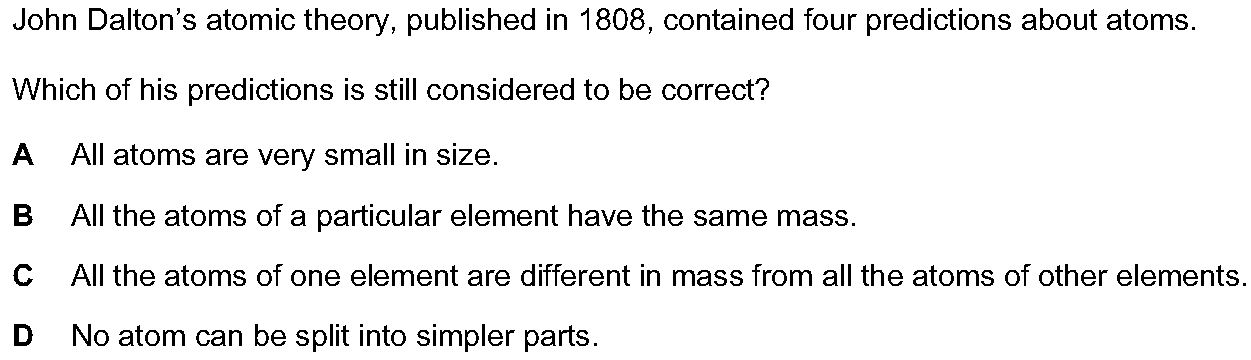 John Dalton’s atomic theory, published in 1808, contained four predictions about atoms.
Which of his predictions is still considered to be correct?
A All atoms are very small in size.
B All the atoms of a particular element have the same mass.
C All the atoms of one element are different in mass from all the atoms of other elements.
D No atom can be split into simpler parts.